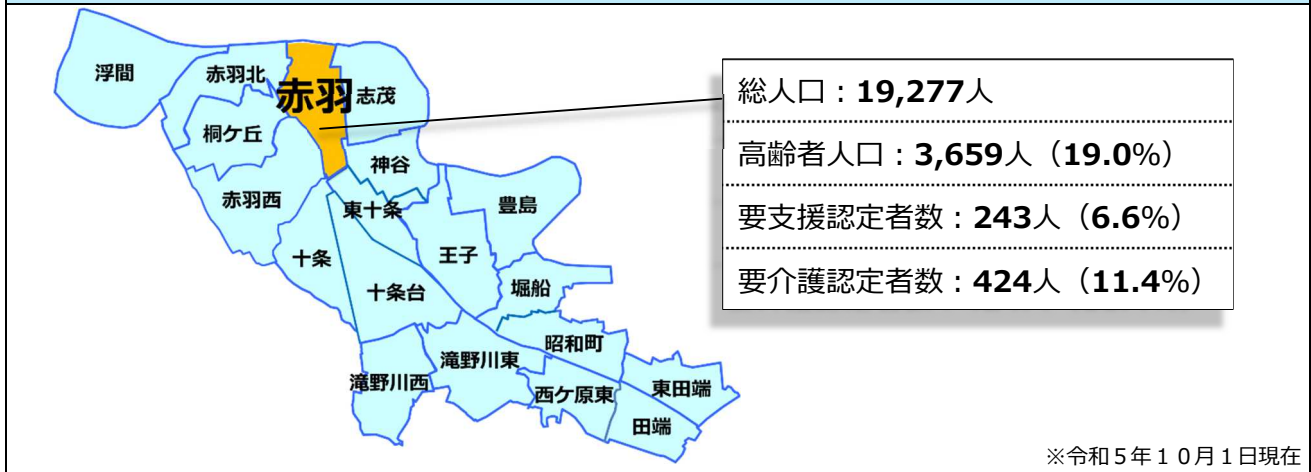 浮間
赤羽北
赤羽
志茂
桐ケ丘
神谷
赤羽西
東十条
豊島
王子
十条
十条台
堀船
昭和町
滝野川東
滝野川西
西ケ原東
東田端
田端
総人口：19,277人
高齢者人口：3,659人（19.0%）
要支援認定者数：243人（6.6%）
要介護認定者数：424人（11.4%）
※令和５年１０月１日現在